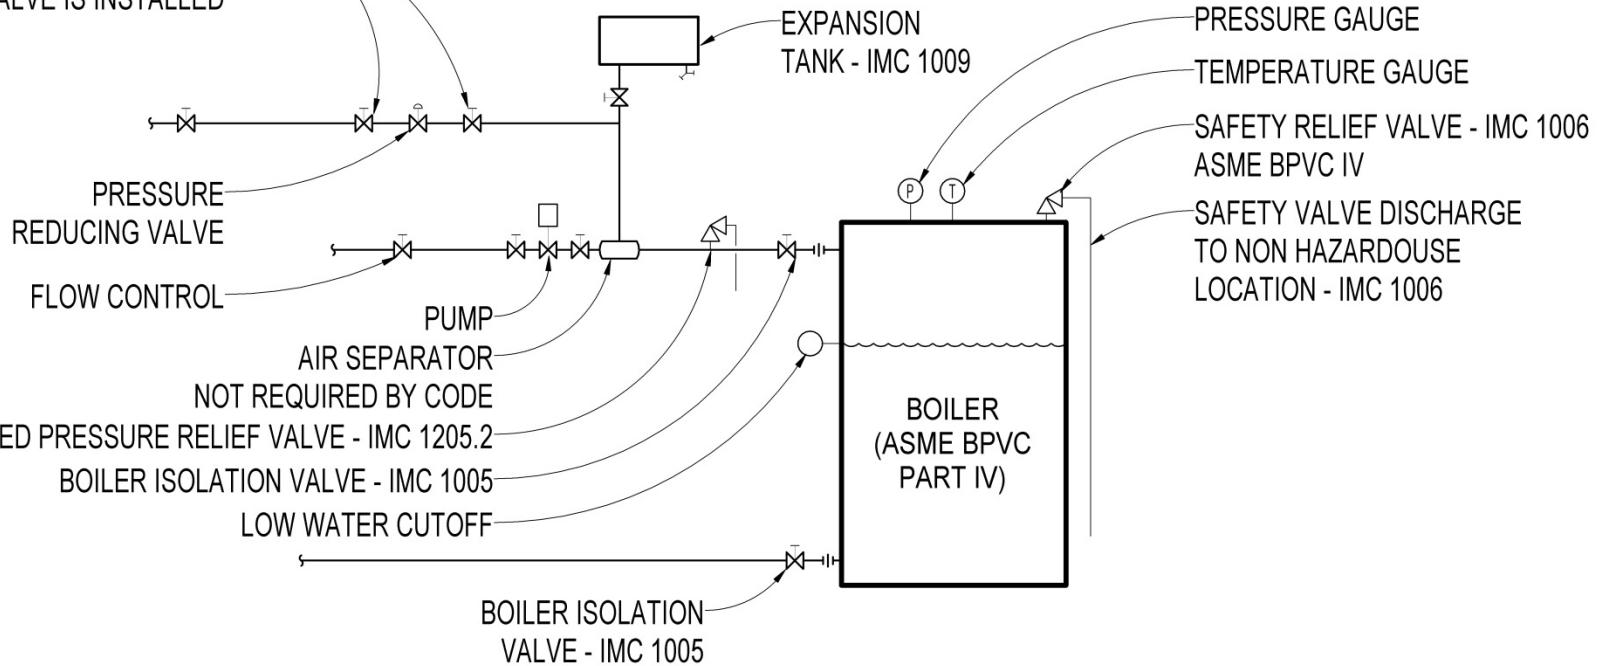 VALVE IS INSTALLED
EXPANSION
TANK - IMC 1009
PRESSURE GAUGE
TEMPERATURE GAUGE
SAFETY RELIEF VALVE - IMC 1006
ASME BPVC IV
SAFETY VALVE DISCHARGE
TO NON HAZARDOUSE
LOCATION - IMC 1006
P
T
PRESSURE
REDUCING VALVE
FLOW CONTROL
PUMP
AIR SEPARATOR
NOT REQUIRED BY CODE
ED PRESSURE RELIEF VALVE - IMC 1205.2
BOILER ISOLATION VALVE - IMC 1005
LOW WATER CUTOFF
BOILER
(ASME BPVC
PART IV)
BOILER ISOLATION
VALVE - IMC 1005